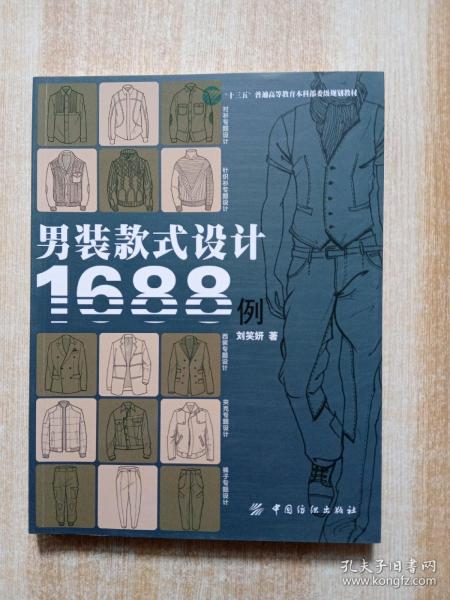 "十三五"普通高等教育本科部委级规划教材
衬衫专题设计
针织衫专题设计
男装款式设计
1688例
刘笑妍 著
西装专题设计
夹克专题设计
裤子专题设计
中国纺织出版社
孔夫子旧书网
www.kongfz.com